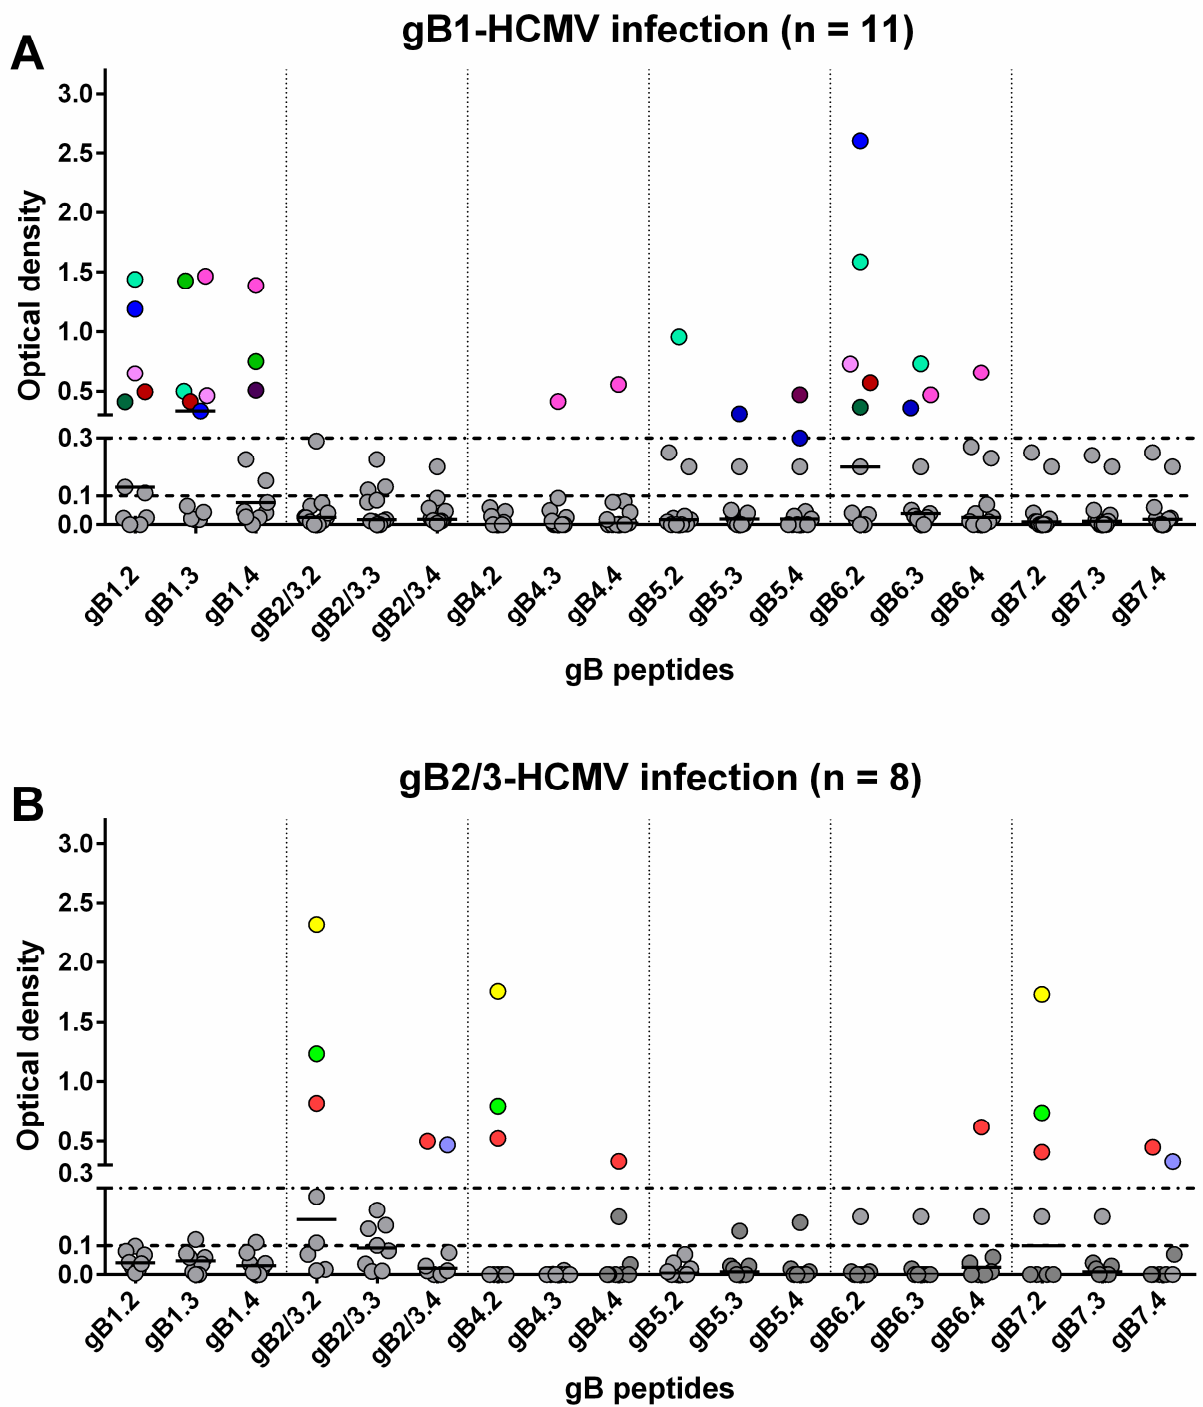 A
gB1-HCMV infection (n = 11)
Optical density
3.0
2.5
2.0
1.5
1.0
0.5
0.3
0.1
0.0
gB1.2 gB1.3 gB1.4 gB2/3.2 gB2/3.3 gB2/3.4 gB4.2 gB4.3 gB4.4 gB5.2 gB5.3 gB5.4 gB6.2 gB6.3 gB6.4 gB7.2 gB7.3 gB7.4
gB peptides
B
gB2/3-HCMV infection (n = 8)
Optical density
3.0
2.5
2.0
1.5
1.0
0.5
0.3
0.1
0.0
gB1.2 gB1.3 gB1.4 gB2/3.2 gB2/3.3 gB2/3.4 gB4.2 gB4.3 gB4.4 gB5.2 gB5.3 gB5.4 gB6.2 gB6.3 gB6.4 gB7.2 gB7.3 gB7.4
gB peptides